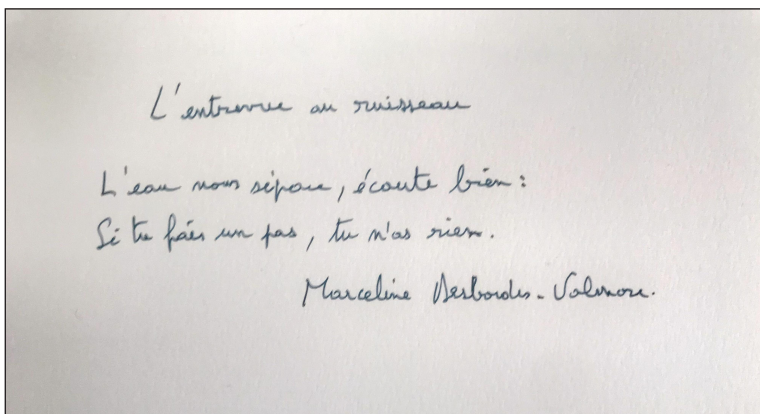 L'entrevue au ruisseau
L'eau nous sépare, écoute bien :
Si tu fais un pas, tu n'as rien.
Marceline Desbordes-Valmore.